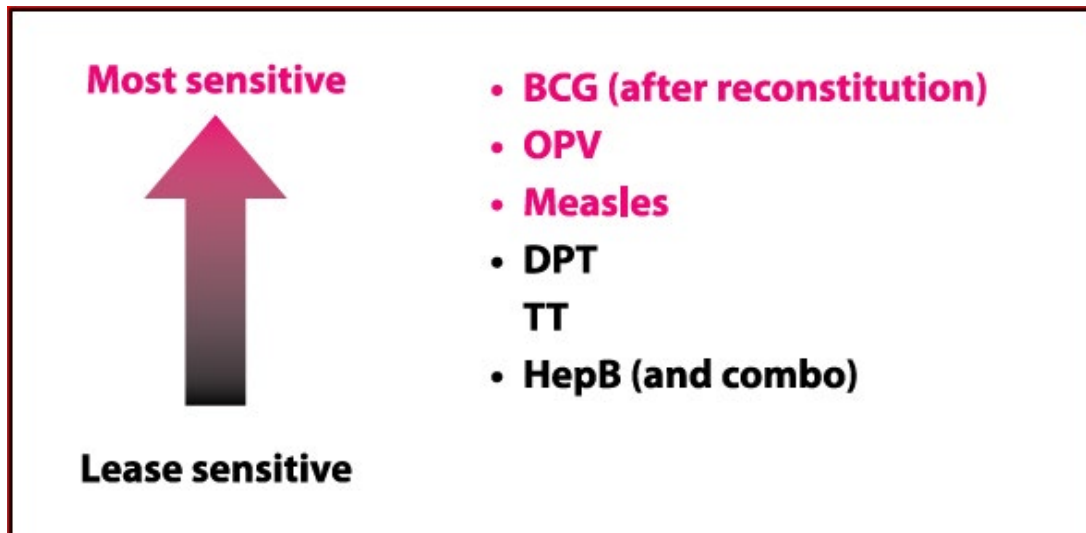 Most sensitive
• BCG (after reconstitution)
• OPV
• Measles
• DPT
TT
• HepB (and combo)
Lease sensitive